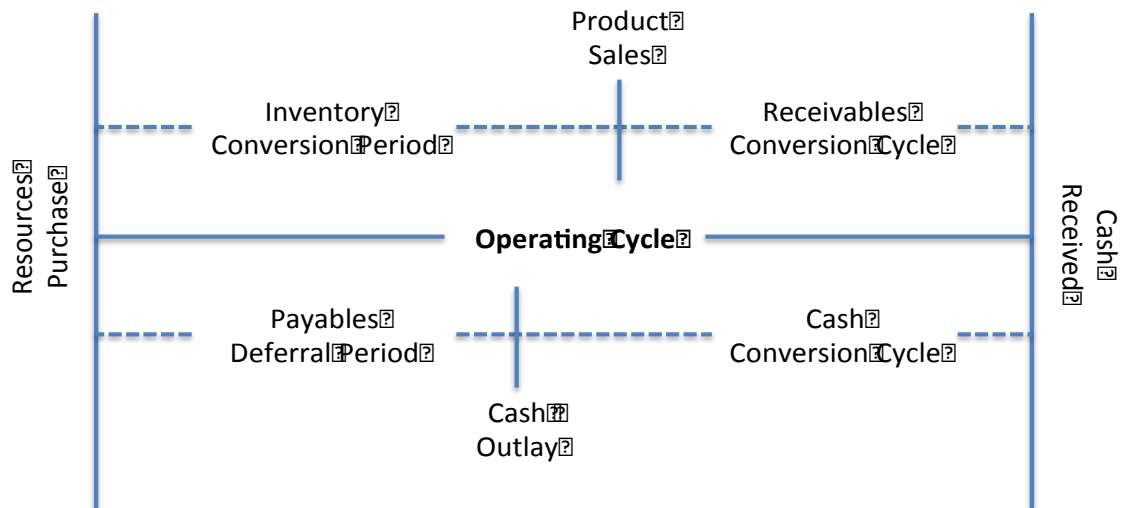 Product
Sales
Inventory
Conversion Period
Receivables
Conversion Cycle
Resources
Purchase
Operating Cycle
Cash
Received
Payables
Deferral Period
Cash
Conversion Cycle
Cash
Outlay